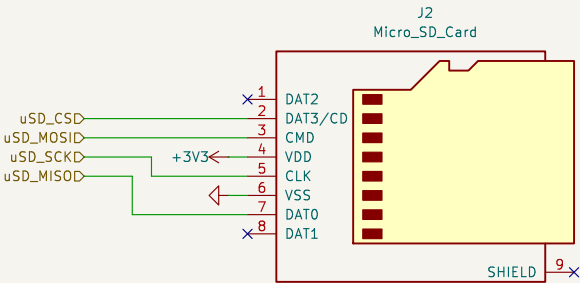 J2
Micro_SD_Card
1 DAT2
uSD_CS 2 DAT3/CD
uSD_MOSI 3 CMD
uSD_SCK +3V3 4 VDD
5 CLK
uSD_MISO 6 VSS
7 DAT0
8 DAT1
SHIELD 9